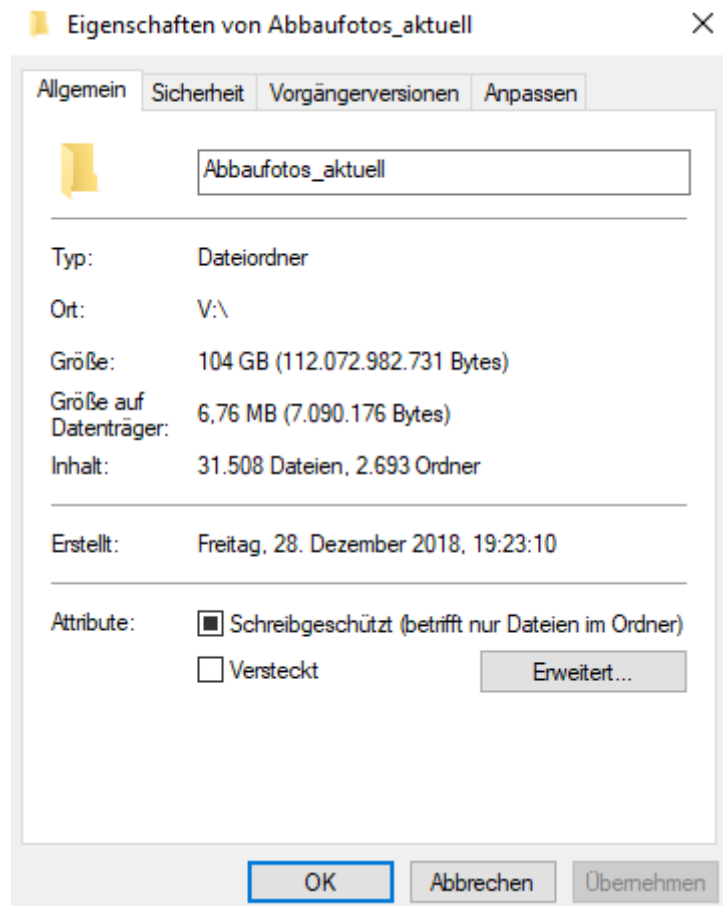 Eigenschaften von Abbaufotos_aktuell
Allgemein Sicherheit Vorgängerversionen Anpassen
Abbaufotos_aktuell
Typ: Dateiordner
Ort: V:\
Größe: 104 GB (112.072.982.731 Bytes)
Größe auf
Datenträger: 6,76 MB (7.090.176 Bytes)
Inhalt: 31.508 Dateien, 2.693 Ordner
Erstellt: Freitag, 28. Dezember 2018, 19:23:10
Attribute: Schreibgeschützt (betrifft nur Dateien im Ordner)
Versteckt Erweitert...
OK Abbrechen Übernehmen